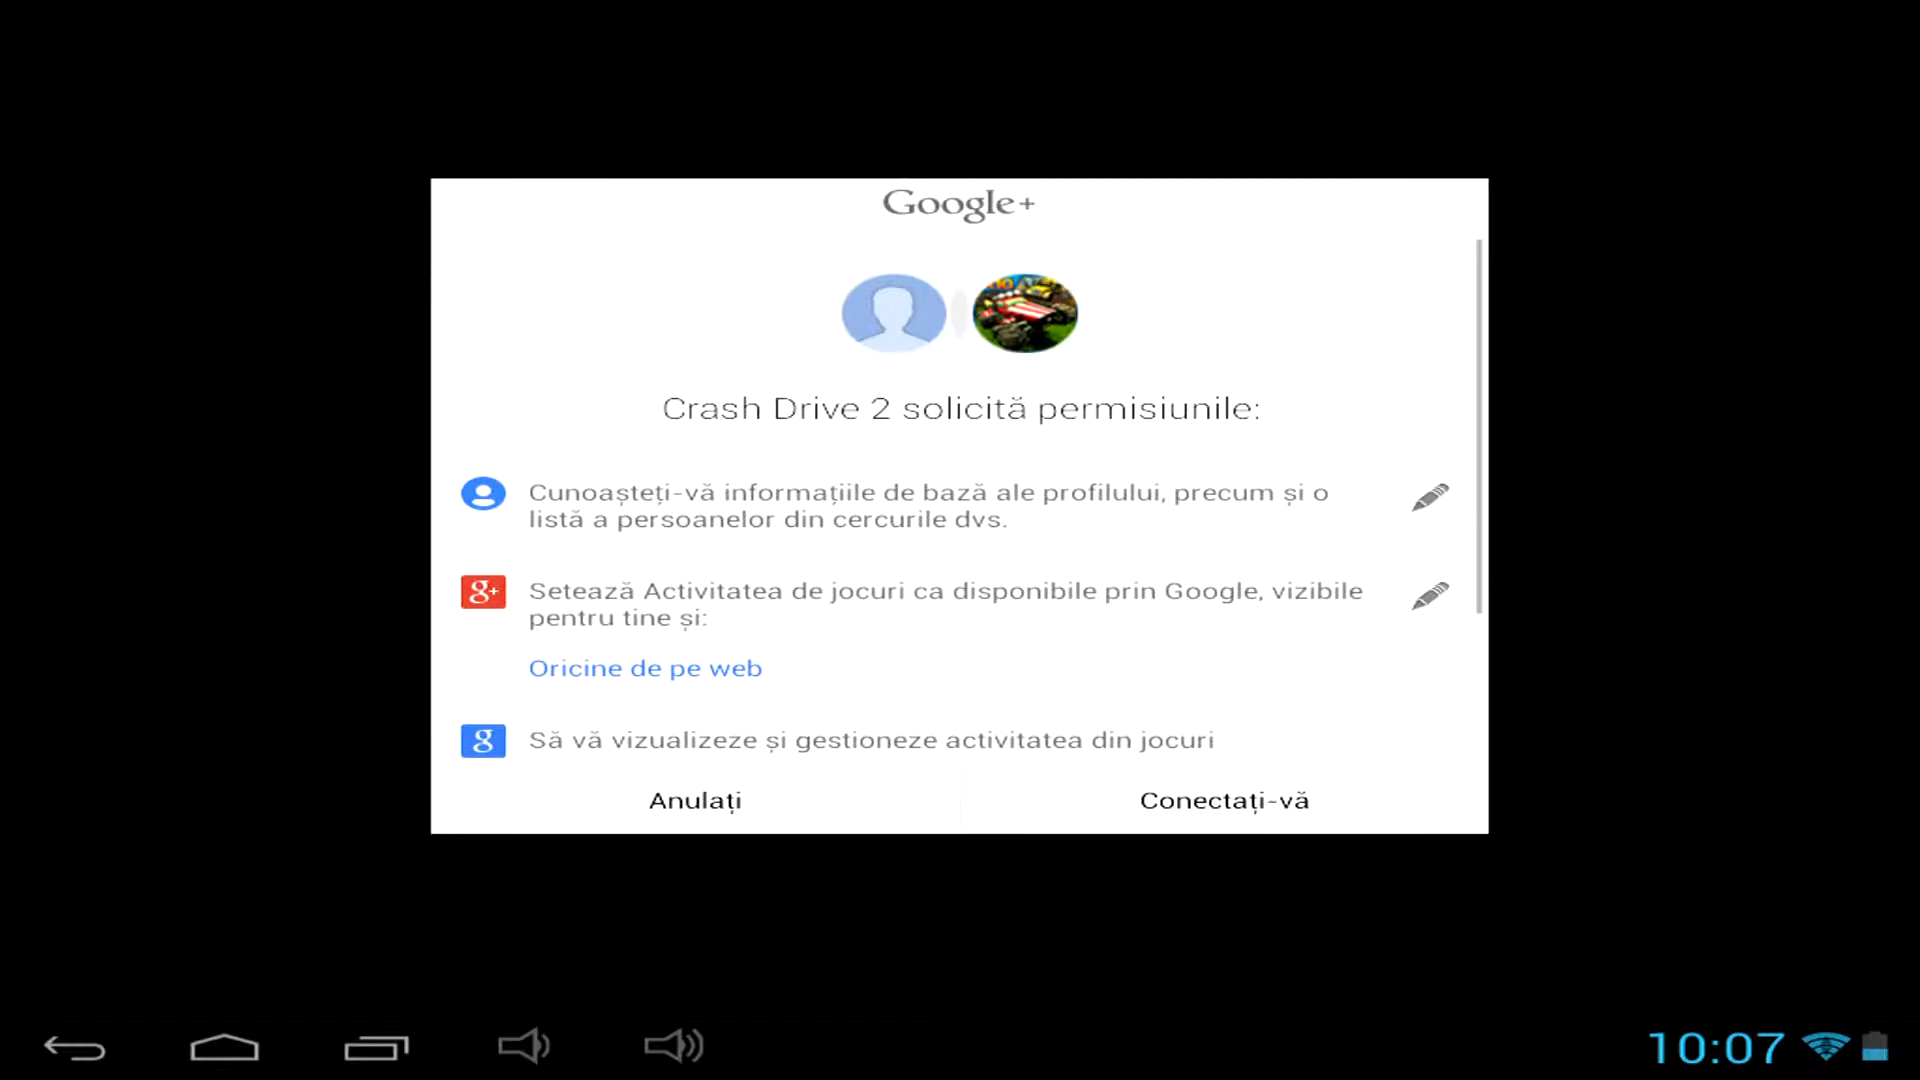 Google+
Crash Drive 2 solicită permisiunile:
Cunoașteți-vă informațiile de bază ale profilului, precum și o
listă a persoanelor din cercurile dvs.
g+ Setează Activitatea de jocuri ca disponibile prin Google, vizibile
pentru tine și:
Oricine de pe web
g Să vă vizualizeze și gestioneze activitatea din jocuri
Anulați Conectați-vă
10:07